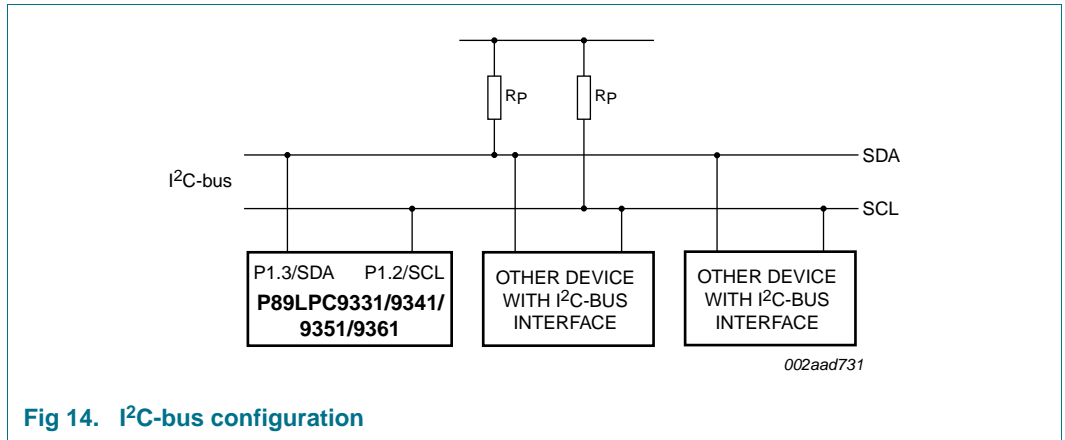 RP
RP
SDA
I2C-bus
SCL
P1.3/SDA P1.2/SCL
P89LPC9331/9341/
9351/9361
OTHER DEVICE
WITH I2C-BUS
INTERFACE
OTHER DEVICE
WITH I2C-BUS
INTERFACE
002aad731
Fig 14. I2C-bus configuration